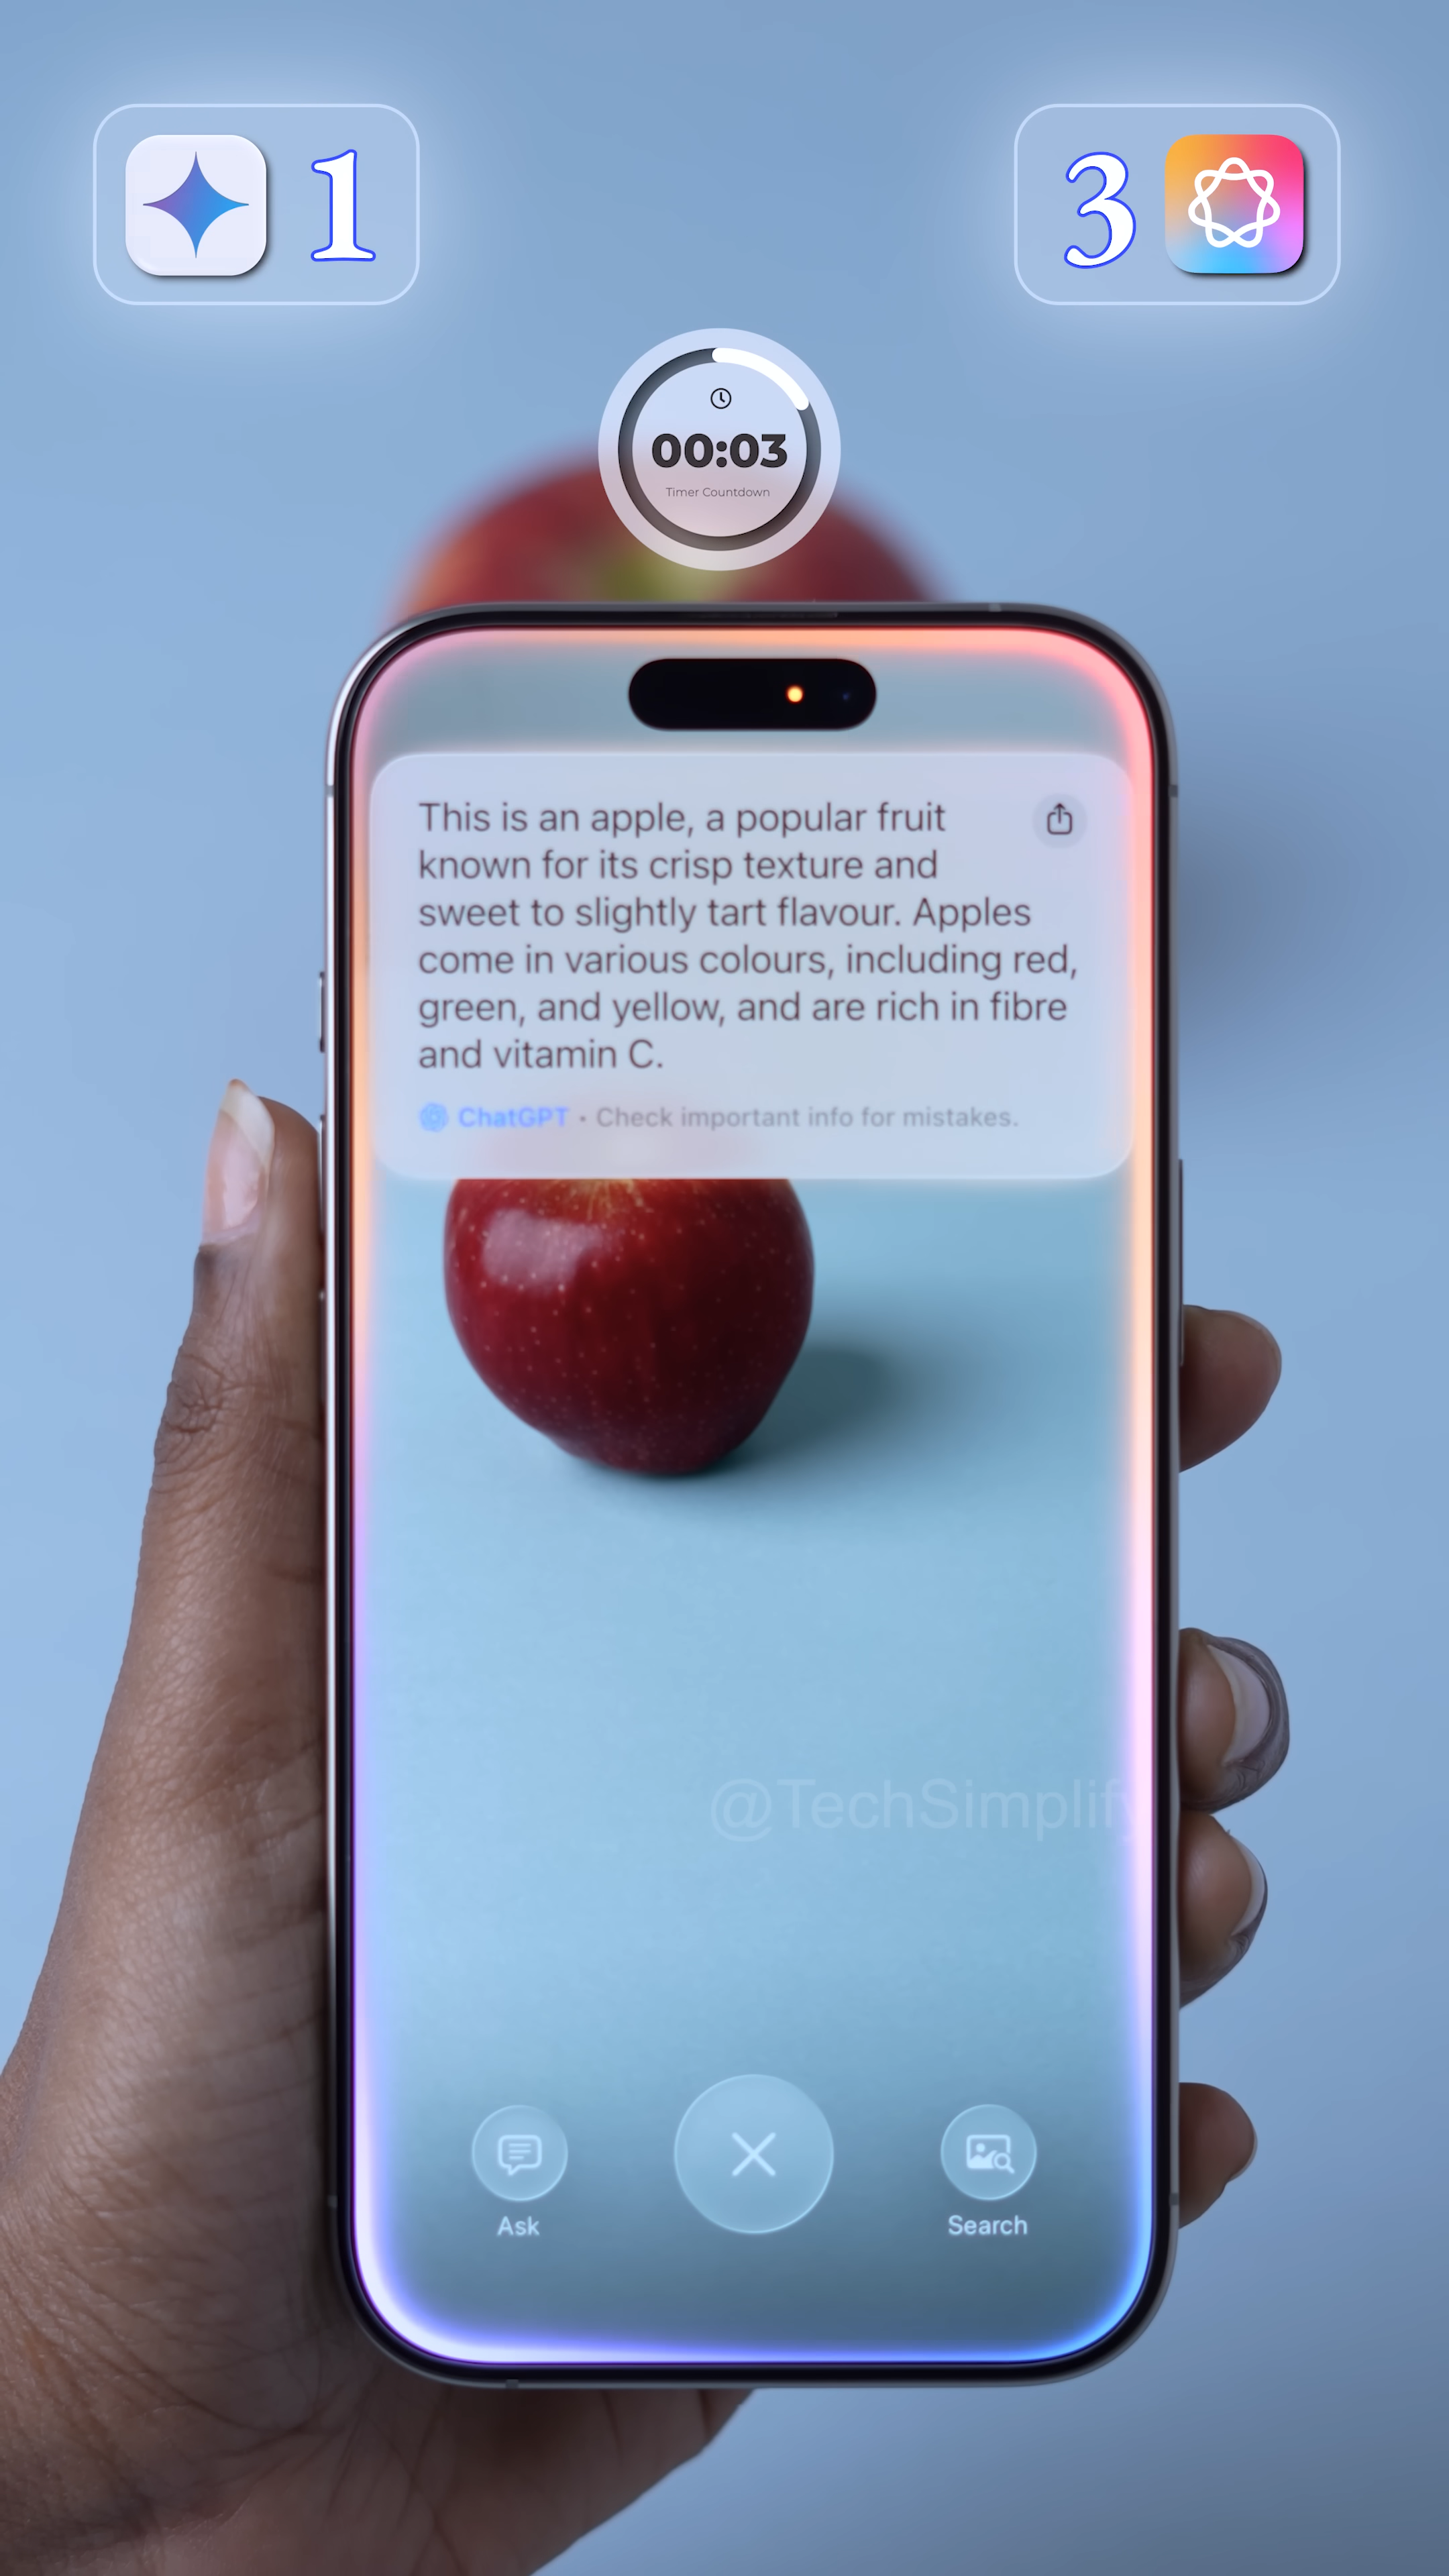 1
3
00:03
Timer Countdown
This is an apple, a popular fruit
known for its crisp texture and
sweet to slightly tart flavour. Apples
come in various colours, including red,
green, and yellow, and are rich in fibre
and vitamin C.
ChatGPT • Check important info for mistakes.
@TechSimplify
Ask
Search